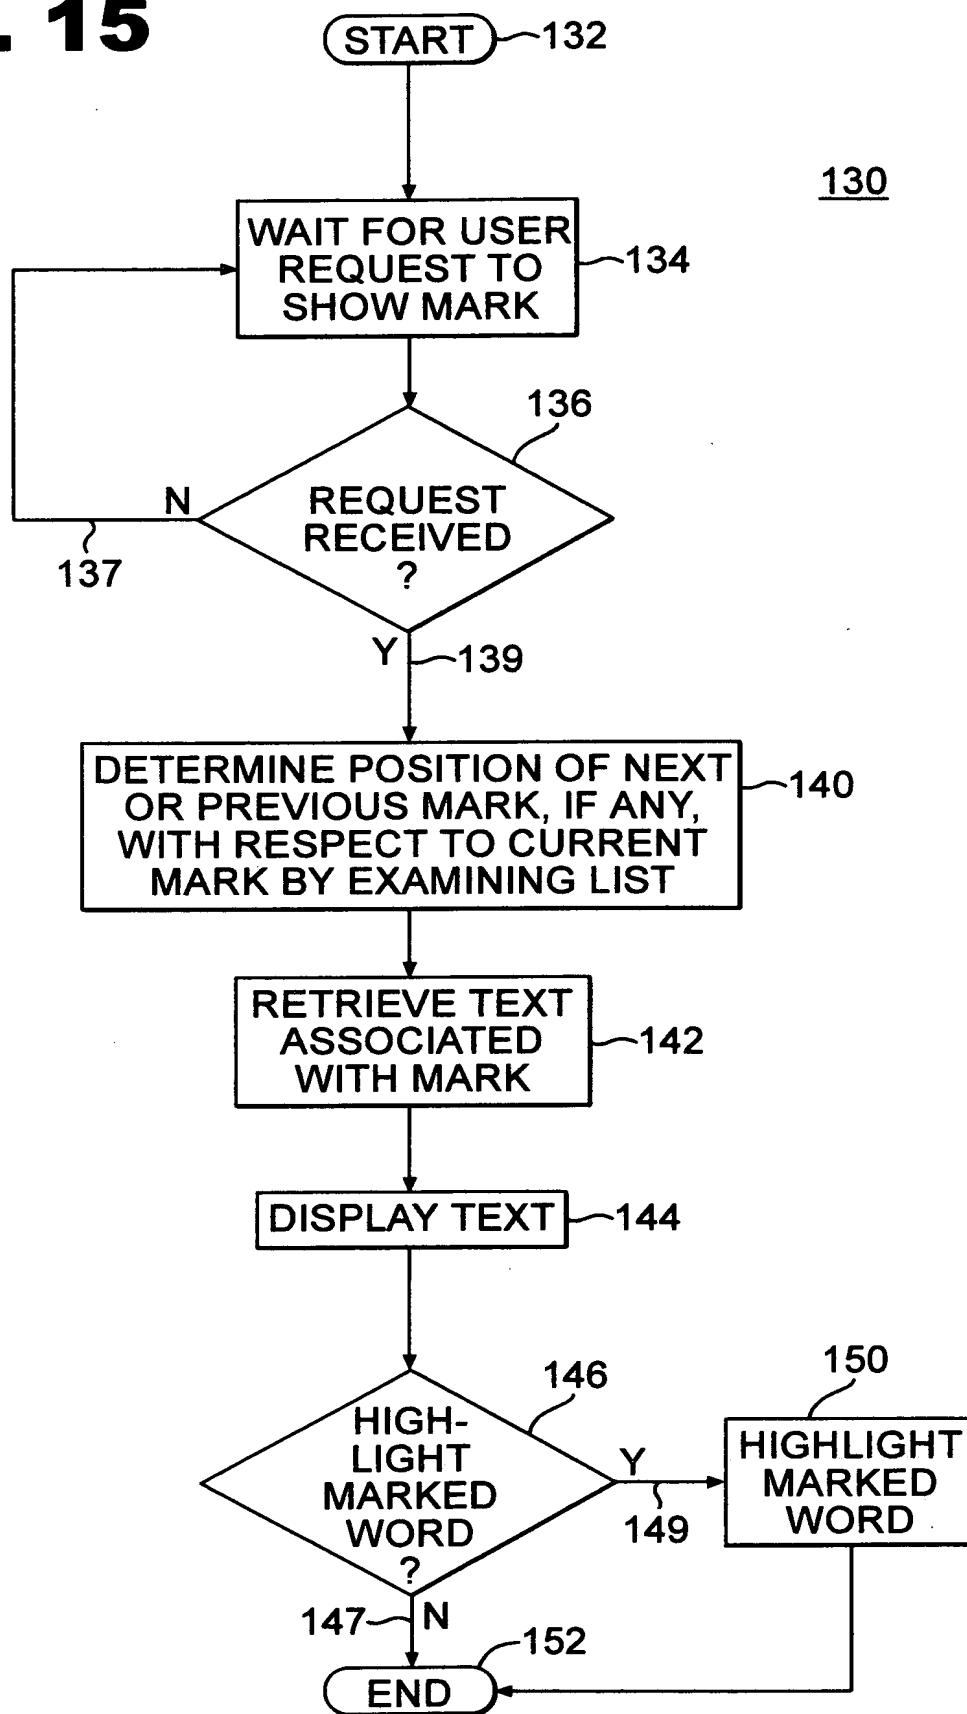 . 15
START
132
130
WAIT FOR USER
REQUEST TO
SHOW MARK
134
136
REQUEST
RECEIVED
?
N
137
Y
139
DETERMINE POSITION OF NEXT
OR PREVIOUS MARK, IF ANY,
WITH RESPECT TO CURRENT
MARK BY EXAMINING LIST
140
RETRIEVE TEXT
ASSOCIATED
WITH MARK
142
DISPLAY TEXT
144
146
HIGH-
LIGHT
MARKED
WORD
?
Y
149
150
HIGHLIGHT
MARKED
WORD
147
N
152
END